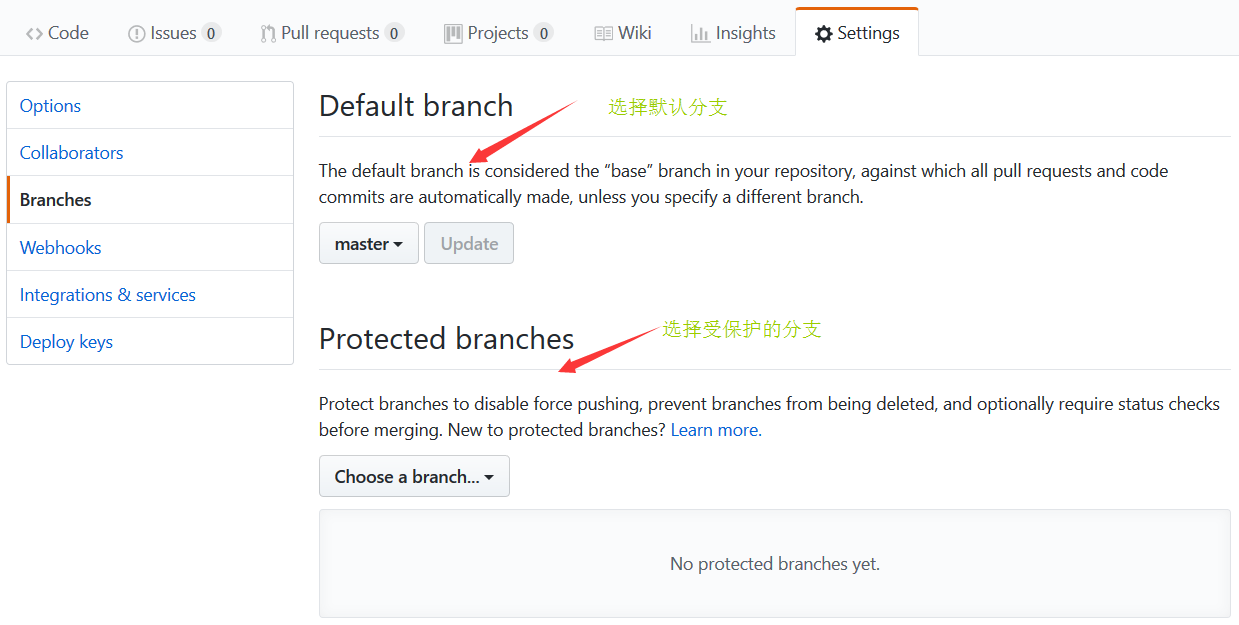 Code Issues 0 Pull requests 0 Projects 0 Wiki Insights Settings
Options
Collaborators
Branches
Webhooks
Integrations & services
Deploy keys
Default branch 选择默认分支
The default branch is considered the “base” branch in your repository, against which all pull requests and code
commits are automatically made, unless you specify a different branch.
master Update
Protected branches 选择受保护的分支
Protect branches to disable force pushing, prevent branches from being deleted, and optionally require status checks
before merging. New to protected branches? Learn more.
Choose a branch...
No protected branches yet.